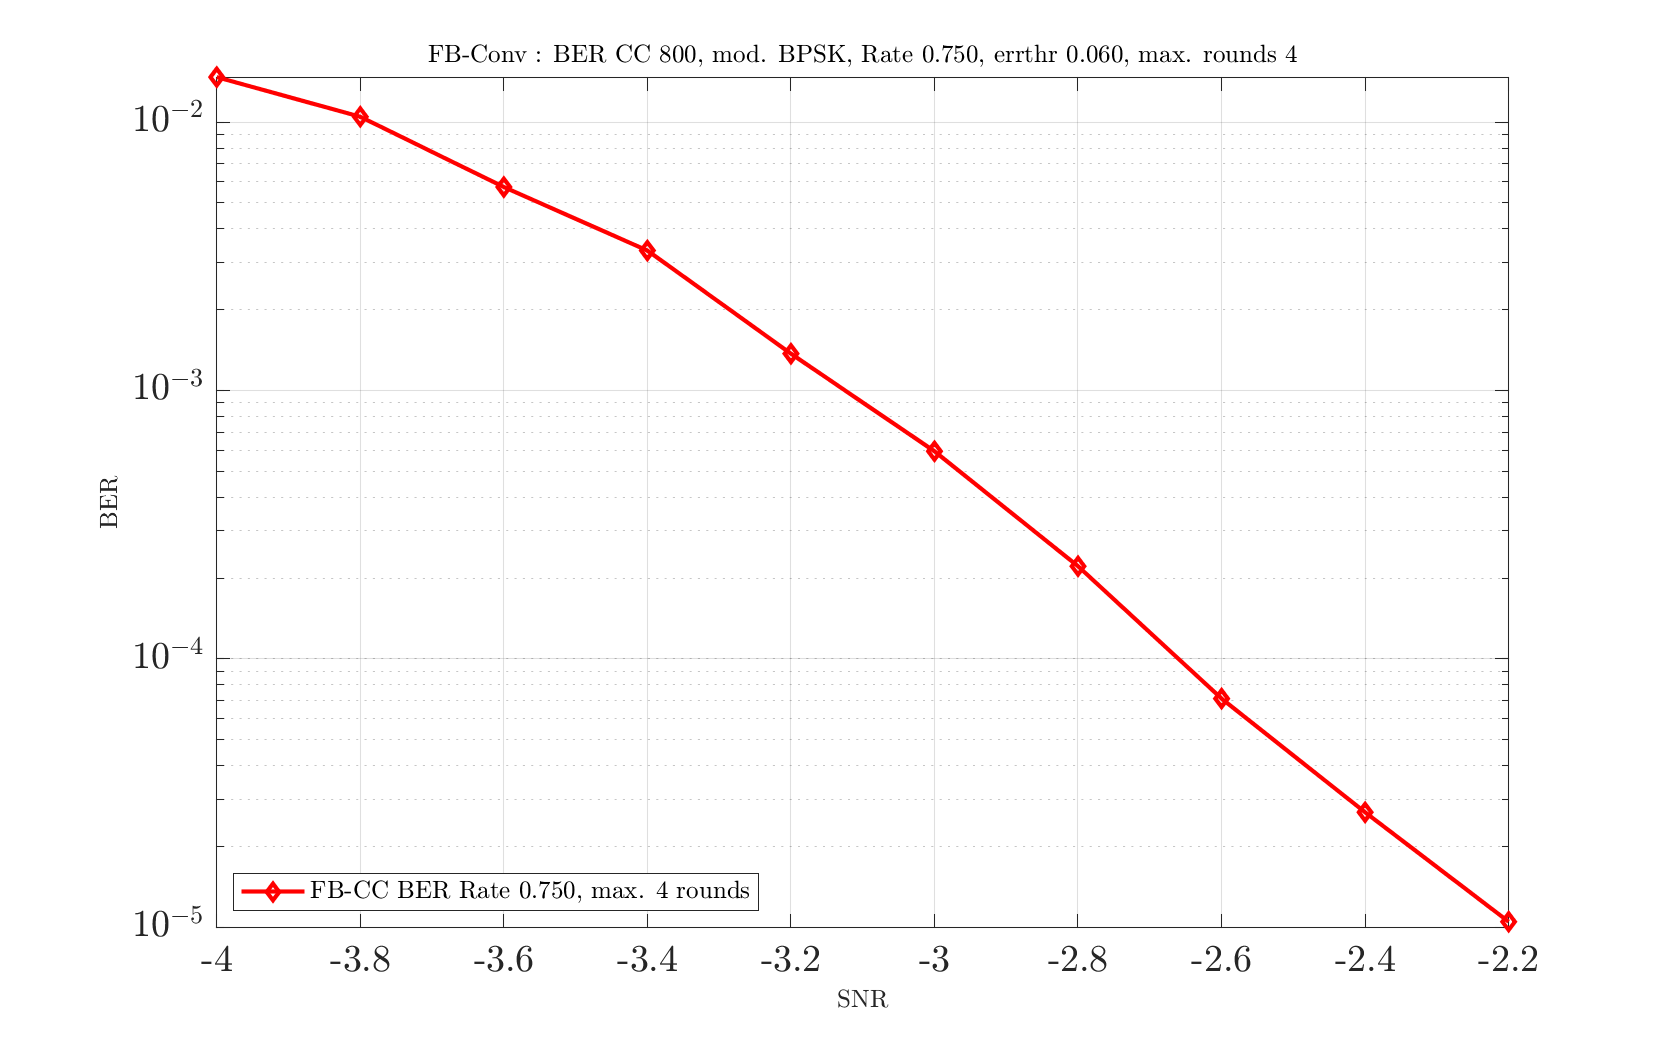 FB-Conv : BER CC 800, mod. BPSK, Rate 0.750, errthr 0.060, max. rounds 4
10^{-2}
10^{-3}
10^{-4}
10^{-5}
BER
FB-CC BER Rate 0.750, max. 4 rounds
-4 -3.8 -3.6 -3.4 -3.2 -3 -2.8 -2.6 -2.4 -2.2
SNR